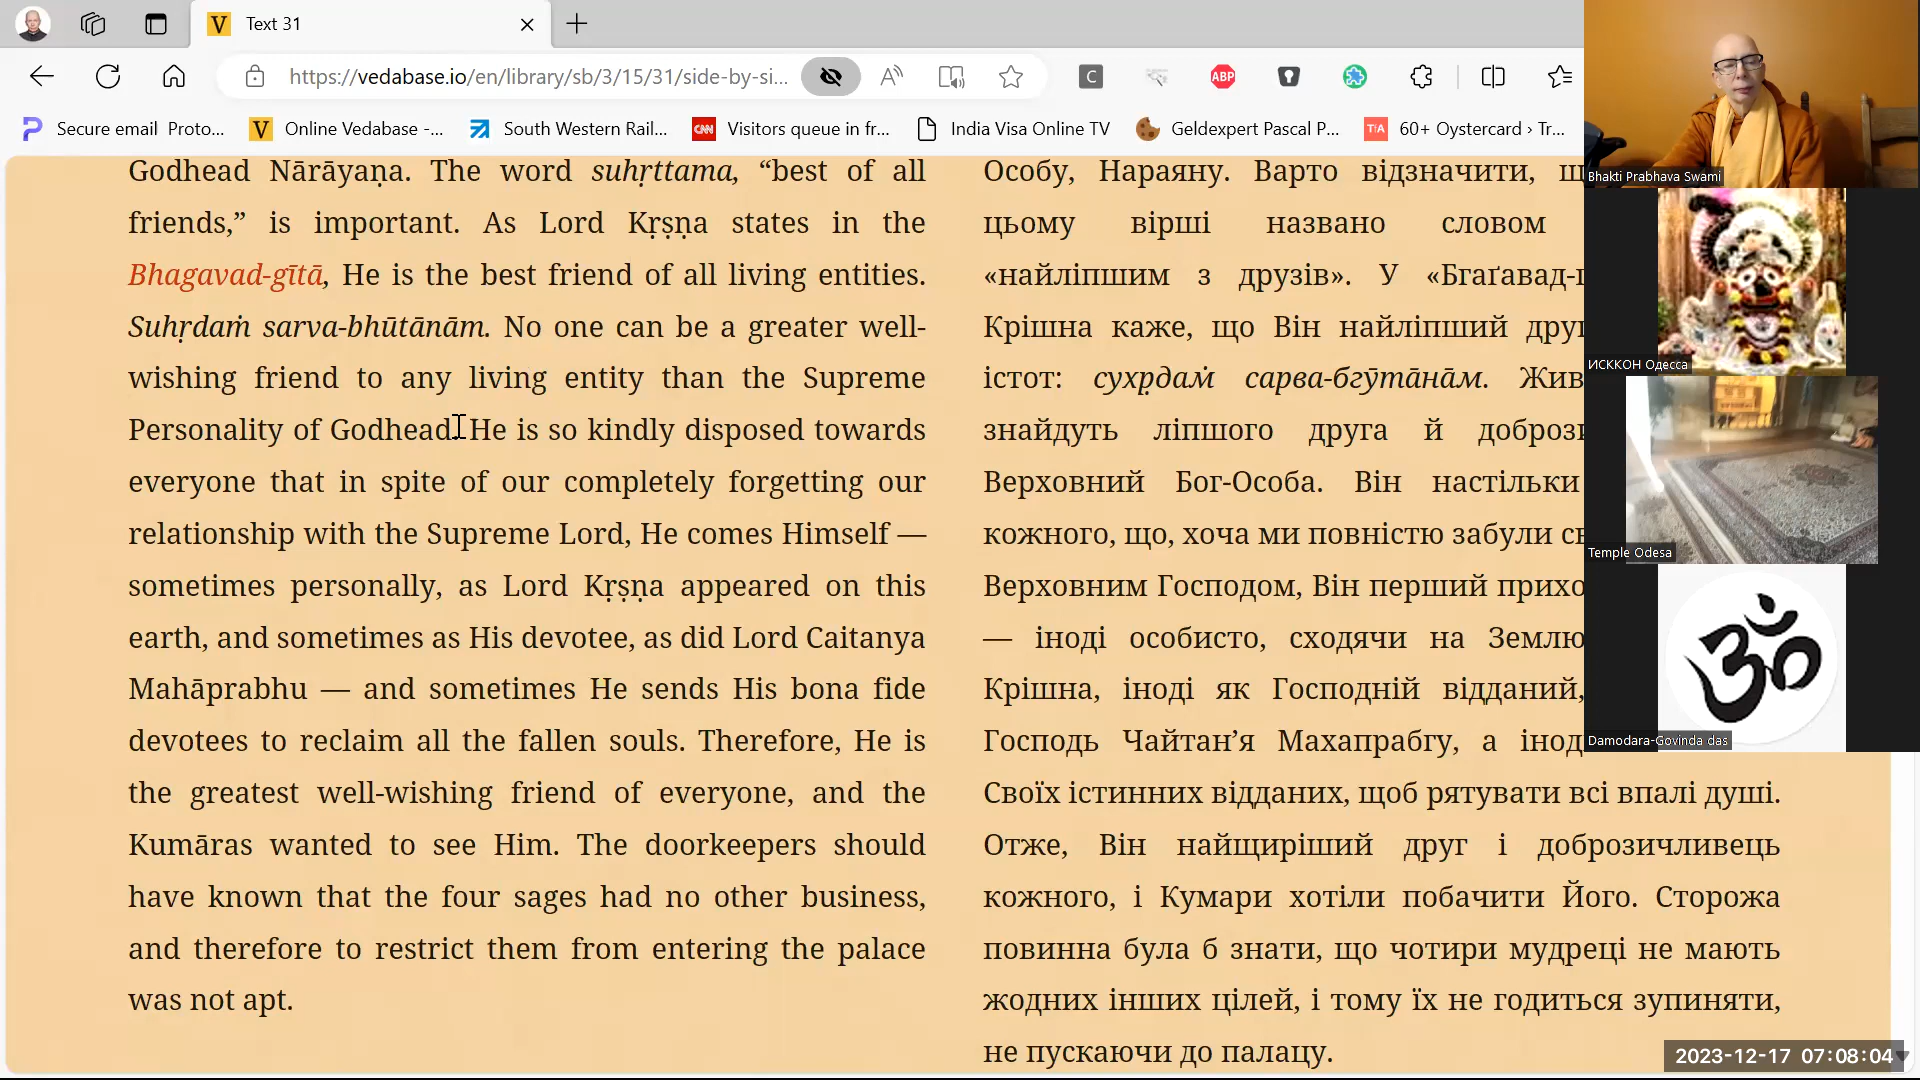 Text 31
https://vedabase.io/en/library/sb/3/15/31/side-by-si...
ABP
Secure email Proto...
Online Vedabase -...
South Western Rail...
CNN Visitors queue in fr...
India Visa Online TV
Geldexpert Pascal P...
TfA 60+ Oystercard › Tr...
Godhead Nārāyaṇa. The word suhṛttama, “best of all
friends,” is important. As Lord Kṛṣṇa states in the
Bhagavad-gītā, He is the best friend of all living entities.
Suhṛdaṁ sarva-bhūtānām. No one can be a greater well-
wishing friend to any living entity than the Supreme
Personality of Godhead. He is so kindly disposed towards
everyone that in spite of our completely forgetting our
relationship with the Supreme Lord, He comes Himself —
sometimes personally, as Lord Kṛṣṇa appeared on this
earth, and sometimes as His devotee, as did Lord Caitanya
Mahāprabhu — and sometimes He sends His bona fide
devotees to reclaim all the fallen souls. Therefore, He is
the greatest well-wishing friend of everyone, and the
Kumāras wanted to see Him. The doorkeepers should
have known that the four sages had no other business,
and therefore to restrict them from entering the palace
was not apt.
Особу, Нараяну. Варто відзначити, щ
цьому вірші названо словом
«найліпшим з друзів». У «Бгаґавад-ґ
Крішна каже, що Він найліпший друг
істот: сухр̣дам̇ сарва-бгӯта̄на̄м. Жив
знайдуть ліпшого друга й добрози
Верховний Бог-Особа. Він настільки
кожного, що, хоча ми повністю забули св
Верховним Господом, Він перший прихо
— іноді особисто, сходячи на Землю
Крішна, іноді як Господній відданий,
Господь Чайтан’я Махапрабгу, а інод
Своїх істинних відданих, щоб рятувати всі впалі душі.
Отже, Він найщиріший друг і доброзичливець
кожного, і Кумари хотіли побачити Його. Сторожа
повинна була б знати, що чотири мудреці не мають
жодних інших цілей, і тому їх не годиться зупиняти,
не пускаючи до палацу.
Bhakti Prabhava Swami
ИСККОН Одесса
Temple Odesa
Damodara-Govinda das
2023-12-17 07:08:04